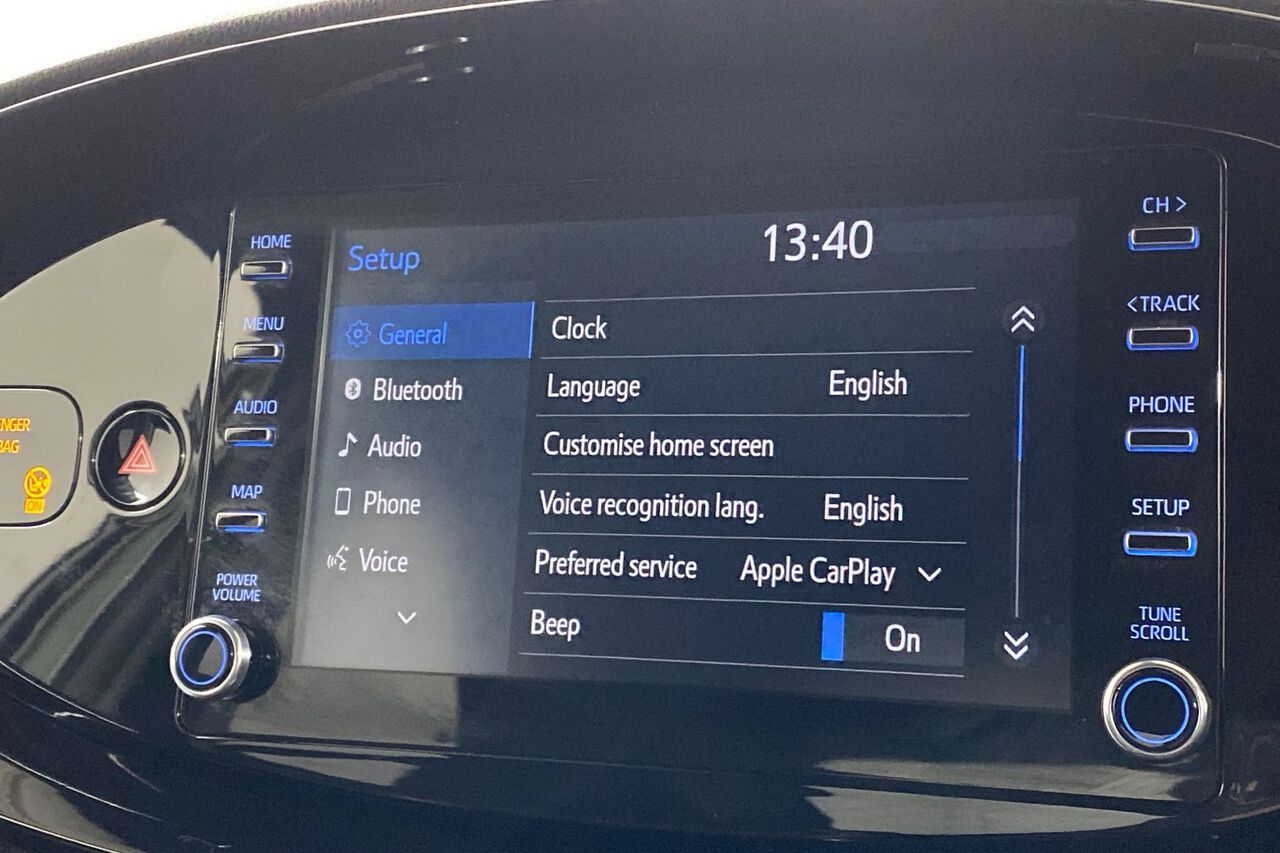 HOME
MENU
AUDIO
MAP
POWER
VOLUME
Setup
13:40
General
Bluetooth
Audio
Phone
Voice
Clock
Language English
Customise home screen
Voice recognition lang. English
Preferred service Apple CarPlay
Beep On
CH >
< TRACK
PHONE
SETUP
TUNE
SCROLL
ON